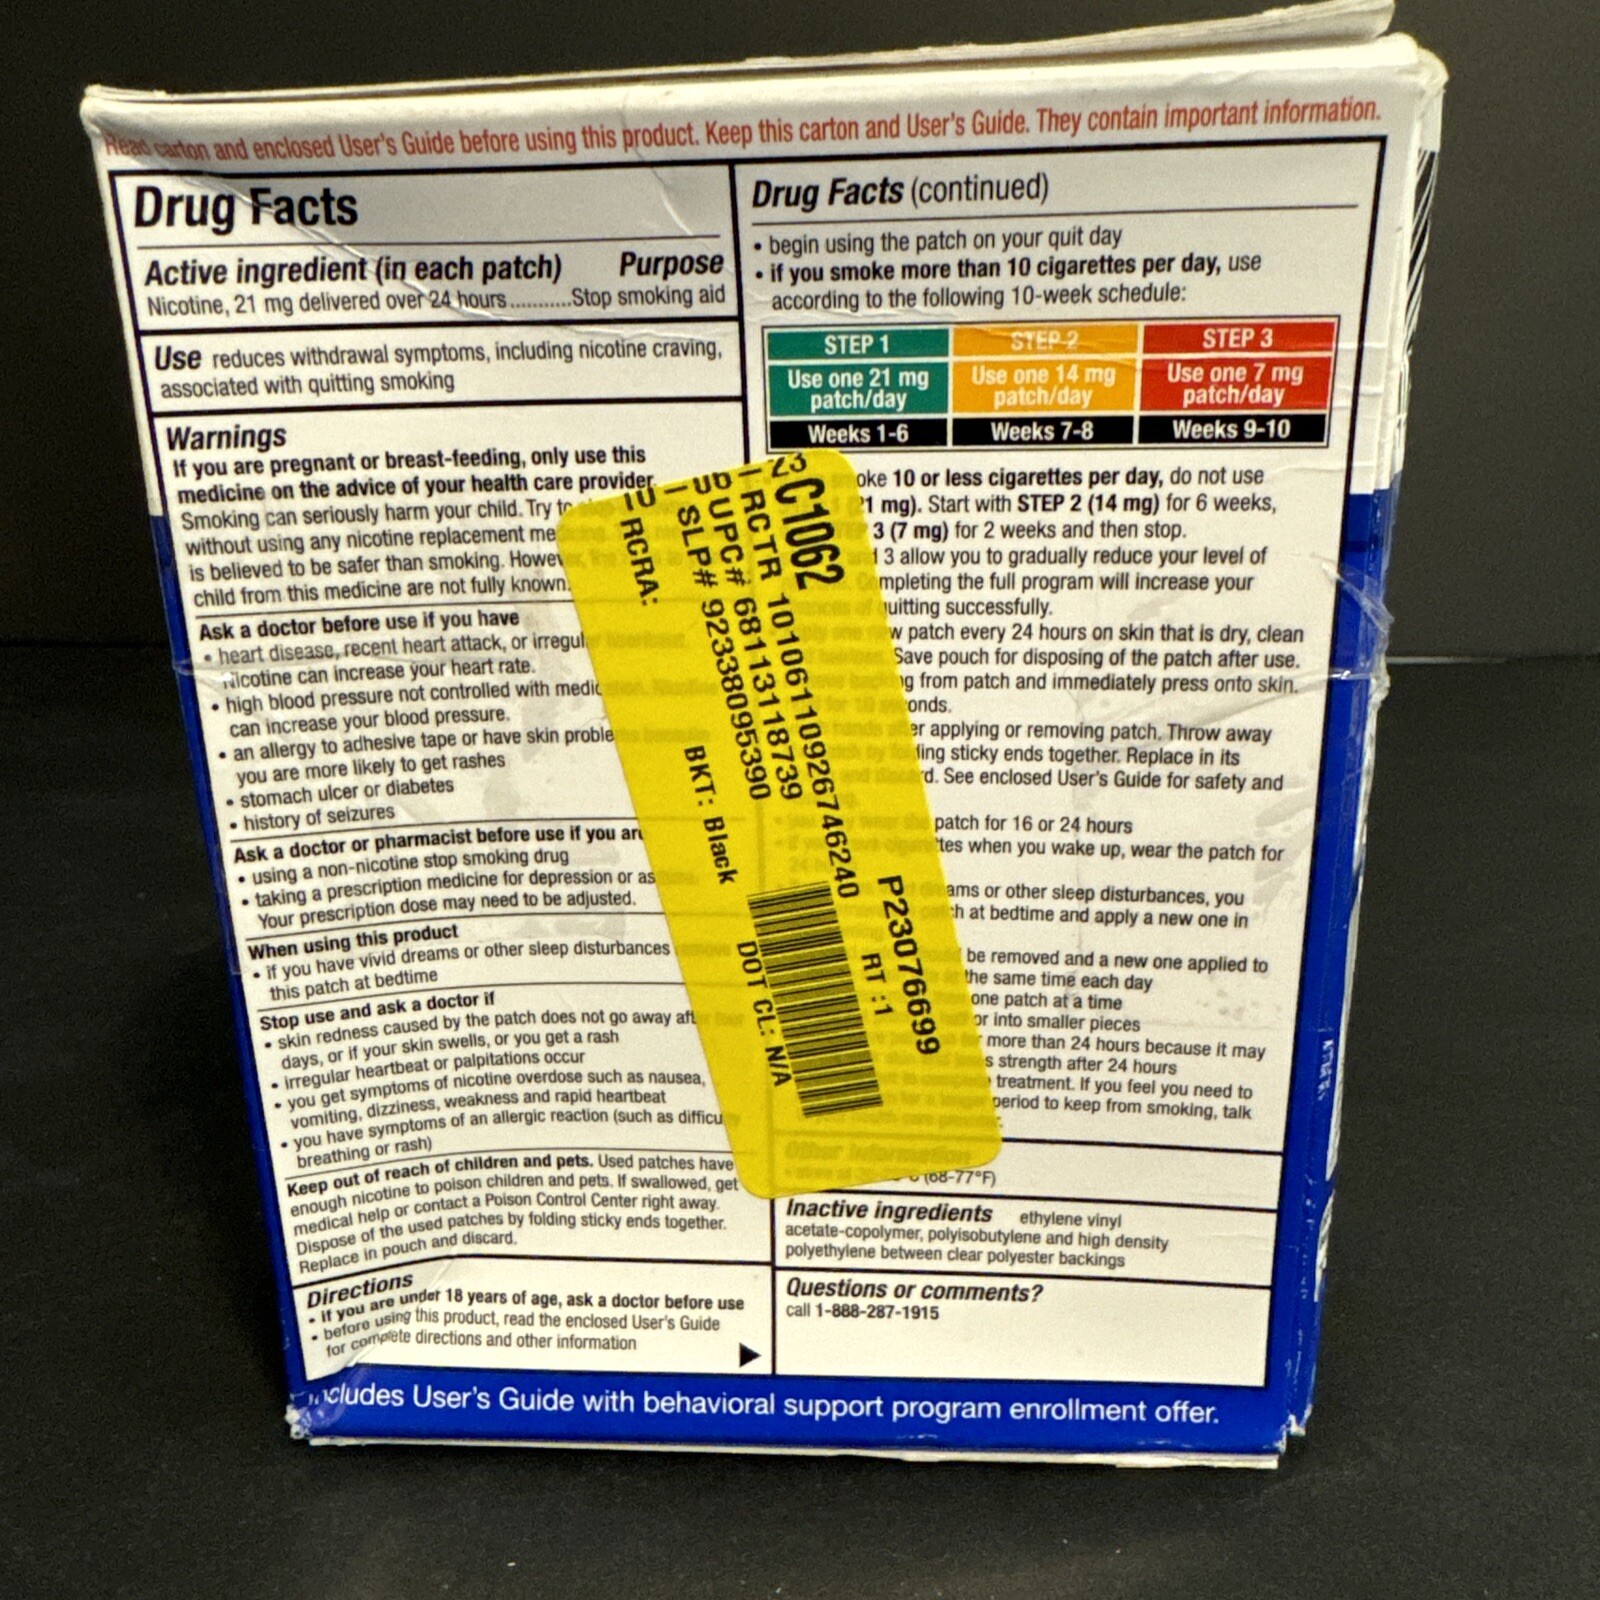 Read carton and enclosed User's Guide before using this product. Keep this carton and User's Guide. They contain important information.
Drug Facts
Active ingredient (in each patch) Purpose
Nicotine, 21 mg delivered over 24 hours...........Stop smoking aid
Use reduces withdrawal symptoms, including nicotine craving,
associated with quitting smoking
Warnings
If you are pregnant or breast-feeding, only use this
medicine on the advice of your health care provider.
Smoking can seriously harm your child. Try to
without using any nicotine replacement me
is believed to be safer than smoking. Howev
child from this medicine are not fully known.
Ask a doctor before use if you have
• heart disease, recent heart attack, or irregul
Nicotine can increase your heart rate.
• high blood pressure not controlled with medic
can increase your blood pressure.
• an allergy to adhesive tape or have skin proble
you are more likely to get rashes
• stomach ulcer or diabetes
• history of seizures
Ask a doctor or pharmacist before use if you are
• using a non-nicotine stop smoking drug
• taking a prescription medicine for depression or as
Your prescription dose may need to be adjusted.
When using this product
• if you have vivid dreams or other sleep disturbances
this patch at bedtime
Stop use and ask a doctor if
• skin redness caused by the patch does not go away aft
days, or if your skin swells, or you get a rash
• irregular heartbeat or palpitations occur
• you get symptoms of nicotine overdose such as nausea,
vomiting, dizziness, weakness and rapid heartbeat
• you have symptoms of an allergic reaction (such as difficu
breathing or rash)
Keep out of reach of children and pets. Used patches have
enough nicotine to poison children and pets. If swallowed, get
medical help or contact a Poison Control Center right away.
Dispose of the used patches by folding sticky ends together.
Replace in pouch and discard.
Directions
• if you are under 18 years of age, ask a doctor before use
• before using this product, read the enclosed User's Guide
for complete directions and other information
Drug Facts (continued)
• begin using the patch on your quit day
• if you smoke more than 10 cigarettes per day, use
according to the following 10-week schedule:
STEP 1 STEP 2 STEP 3
Use one 21 mg Use one 14 mg Use one 7 mg
patch/day patch/day patch/day
Weeks 1-6 Weeks 7-8 Weeks 9-10
oke 10 or less cigarettes per day, do not use
(21 mg). Start with STEP 2 (14 mg) for 6 weeks,
3 (7 mg) for 2 weeks and then stop.
3 allow you to gradually reduce your level of
mpleting the full program will increase your
uitting successfully.
w patch every 24 hours on skin that is dry, clean
Save pouch for disposing of the patch after use.
ng from patch and immediately press onto skin.
onds.
er applying or removing patch. Throw away
ding sticky ends together. Replace in its
d. See enclosed User's Guide for safety and
patch for 16 or 24 hours
tes when you wake up, wear the patch for
ams or other sleep disturbances, you
h at bedtime and apply a new one in
be removed and a new one applied to
the same time each day
one patch at a time
or into smaller pieces
more than 24 hours because it may
s strength after 24 hours
treatment. If you feel you need to
period to keep from smoking, talk
Other information
(68-77°F)
Inactive ingredients ethylene vinyl
acetate-copolymer, polyisobutylene and high density
polyethylene between clear polyester backings
Questions or comments?
call 1-888-287-1915
C1062
RCTR 10106110926746240
UPC# 681131118739
SLP# 92338095390
RCRA:
BKT: Black
DOT CL: N/A
P23076699
RT :1
Includes User's Guide with behavioral support program enrollment offer.